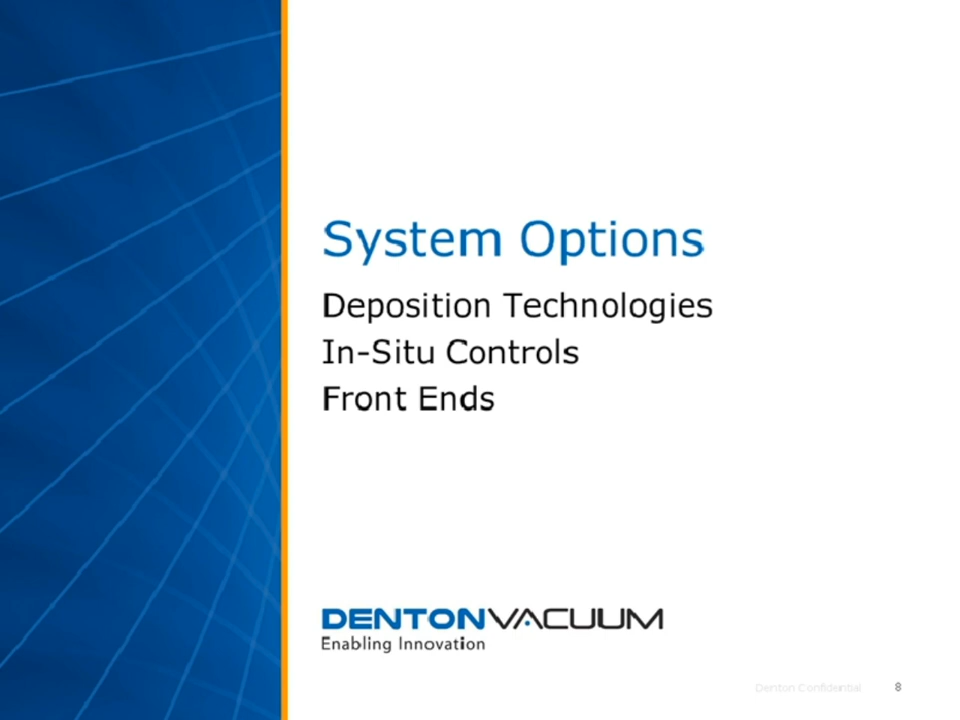 System Options
Deposition Technologies
In-Situ Controls
Front Ends
DENTONVACUUM
Enabling Innovation
Denton Confidential 8